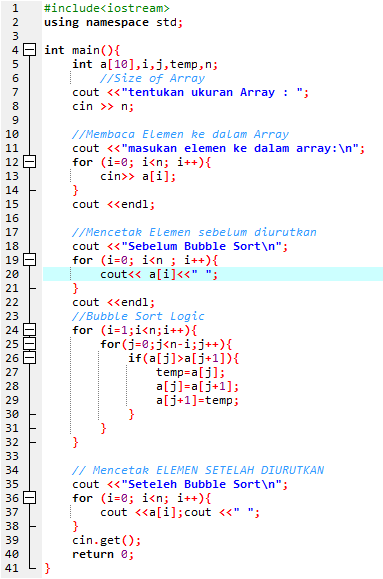 1 #include<iostream>
2 using namespace std;
3
4 int main(){
5 int a[10],i,j,temp,n;
6 //Size of Array
7 cout <<"tentukan ukuran Array : ";
8 cin >> n;
9
10 //Membaca Elemen ke dalam Array
11 cout <<"masukan elemen ke dalam array:\n";
12 for (i=0; i<n; i++){
13 cin>> a[i];
14 }
15 cout <<endl;
16
17 //Mencetak Elemen sebelum diurutkan
18 cout <<"Sebelum Bubble Sort\n";
19 for (i=0; i<n ; i++){
20 cout<< a[i]<<" ";
21 }
22 cout <<endl;
23 //Bubble Sort Logic
24 for (i=1;i<n;i++){
25 for(j=0;j<n-i;j++){
26 if(a[j]>a[j+1]){
27 temp=a[j];
28 a[j]=a[j+1];
29 a[j+1]=temp;
30 }
31 }
32 }
33
34 // Mencetak ELEMEN SETELAH DIURUTKAN
35 cout <<"Seteleh Bubble Sort\n";
36 for (i=0; i<n; i++){
37 cout <<a[i];cout <<" ";
38 }
39 cin.get();
40 return 0;
41 }